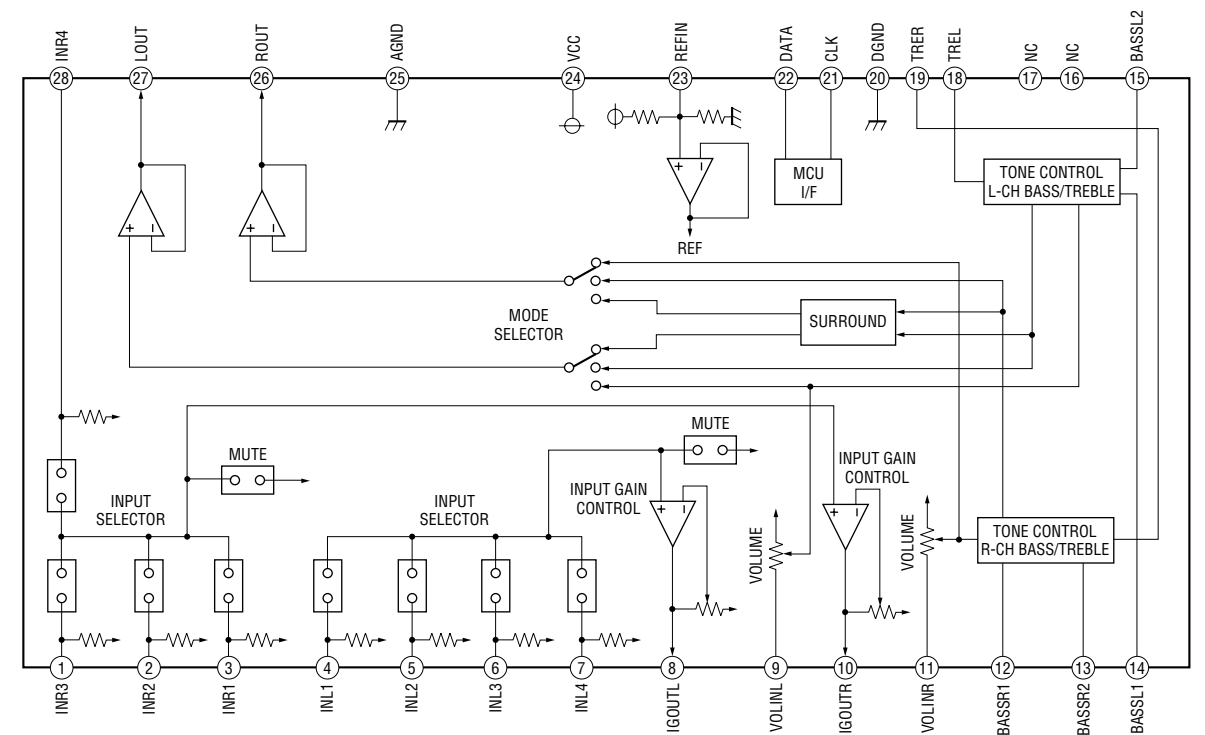 INR4
LOUT
ROUT
AGND
VCC
REFIN
DATA
CLK
DGND
TRER
TREL
NC
NC
BASSL2
28
27
26
25
24
23
22
21
20
19
18
17
16
15
+ −
+ −
+ −
REF
MCU
I/F
TONE CONTROL
L-CH BASS/TREBLE
MODE
SELECTOR
SURROUND
MUTE
MUTE
INPUT
SELECTOR
INPUT
SELECTOR
INPUT GAIN
CONTROL
+ −
VOLUME
INPUT GAIN
CONTROL
+ −
VOLUME
TONE CONTROL
R-CH BASS/TREBLE
1
2
3
4
5
6
7
8
9
10
11
12
13
14
INR3
INR2
INR1
INL1
INL2
INL3
INL4
IGOUTL
VOLINL
IGOUTR
VOLINR
BASSR1
BASSR2
BASSL1